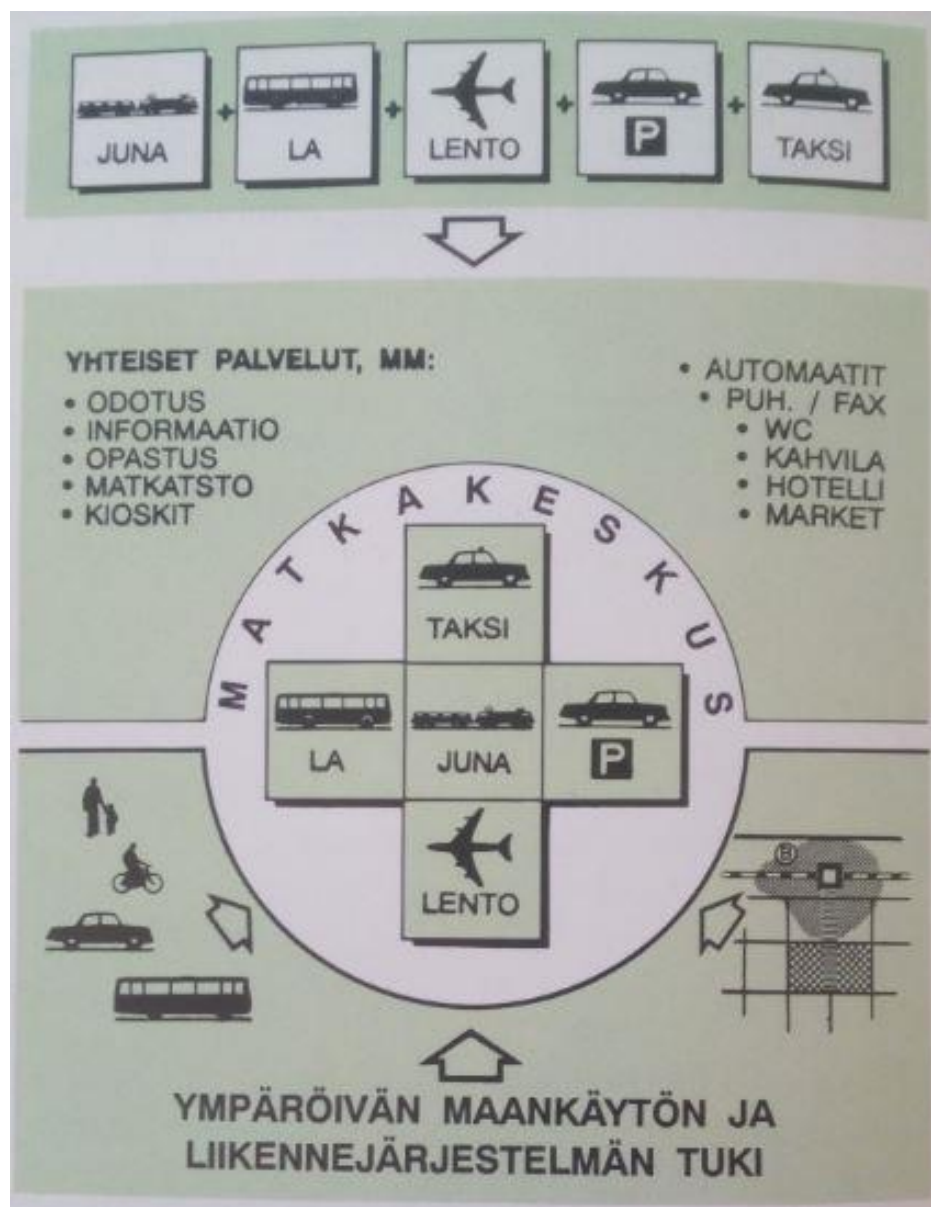 JUNA + LA + LENTO + P + TAKSI
YHTEISET PALVELUT, MM:
• ODOTUS
• INFORMAATIO
• OPASTUS
• MATKATSTO
• KIOSKIT
• AUTOMAATIT
• PUH. / FAX
• WC
• KAHVILA
• HOTELLI
• MARKET
MATKAKESKUS
TAKSI
LA JUNA P
LENTO
YMPÄRÖIVÄN MAANKÄYTÖN JA
LIIKENNEJÄRJESTELMÄN TUKI